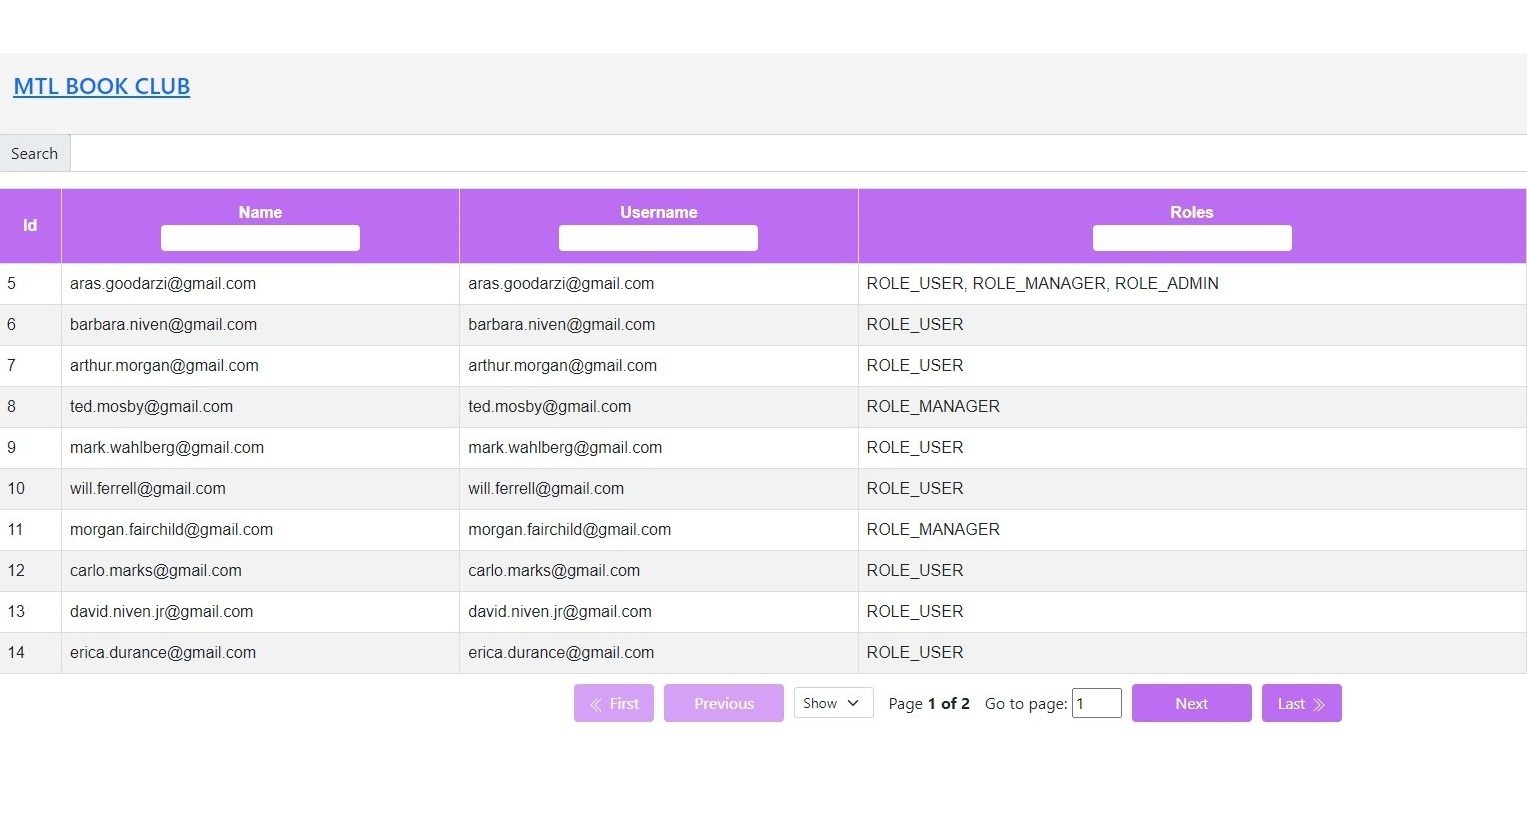 MTL BOOK CLUB
Search
Id Name Username Roles
5 aras.goodarzi@gmail.com aras.goodarzi@gmail.com ROLE_USER, ROLE_MANAGER, ROLE_ADMIN
6 barbara.niven@gmail.com barbara.niven@gmail.com ROLE_USER
7 arthur.morgan@gmail.com arthur.morgan@gmail.com ROLE_USER
8 ted.mosby@gmail.com ted.mosby@gmail.com ROLE_MANAGER
9 mark.wahlberg@gmail.com mark.wahlberg@gmail.com ROLE_USER
10 will.ferrell@gmail.com will.ferrell@gmail.com ROLE_USER
11 morgan.fairchild@gmail.com morgan.fairchild@gmail.com ROLE_MANAGER
12 carlo.marks@gmail.com carlo.marks@gmail.com ROLE_USER
13 david.niven.jr@gmail.com david.niven.jr@gmail.com ROLE_USER
14 erica.durance@gmail.com erica.durance@gmail.com ROLE_USER
First Previous Show Page 1 of 2 Go to page: 1 Next Last